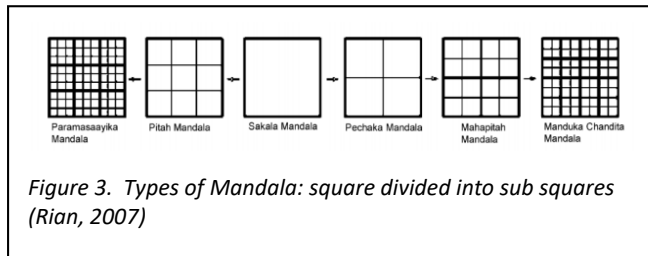 Paramasaayika Mandala
Pitah Mandala
Sakala Mandala
Pechaka Mandala
Mahapitah Mandala
Manduka Chandita Mandala
Figure 3. Types of Mandala: square divided into sub squares
(Rian, 2007)